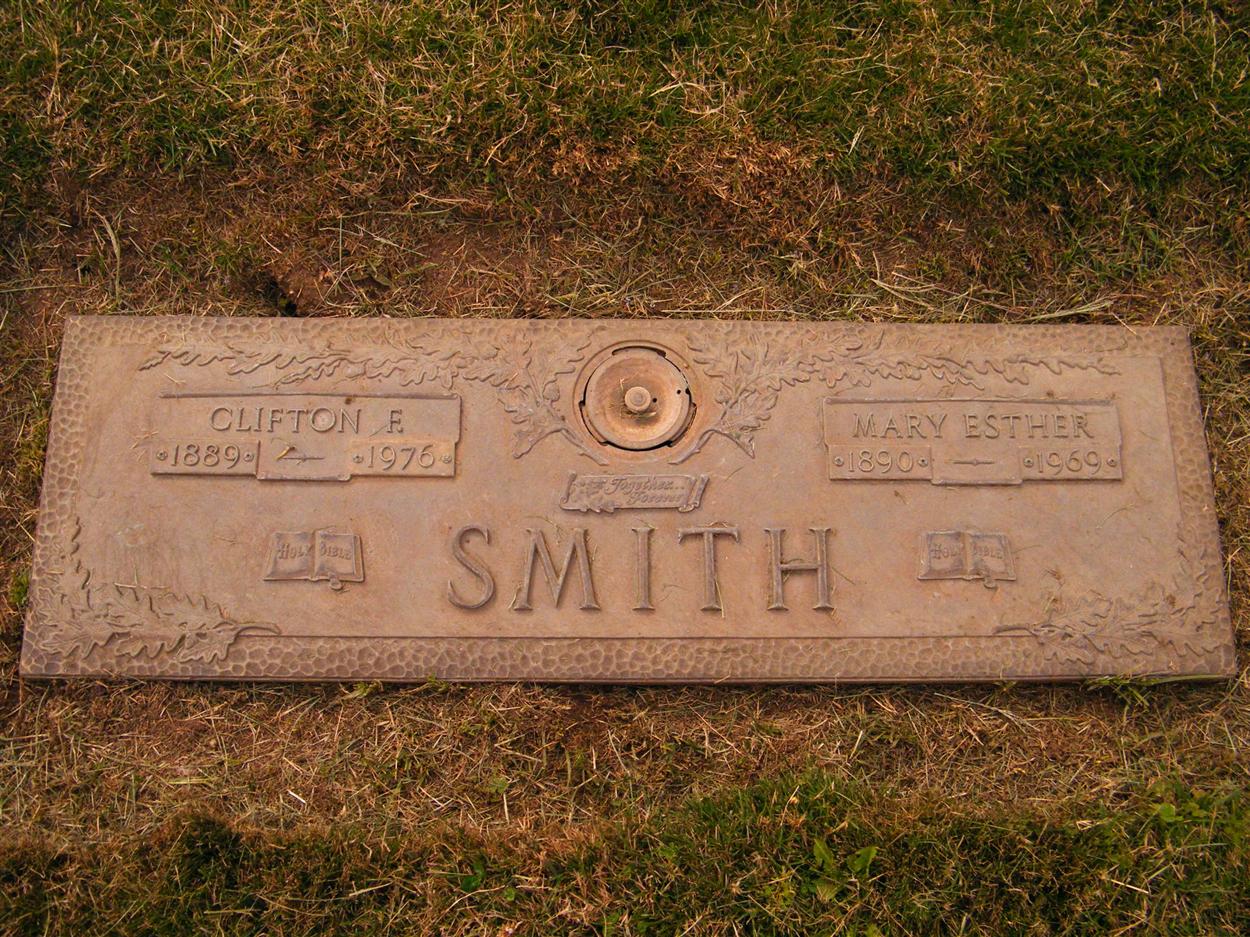 CLIFTON F.
1889 1976
MARY ESTHER
1890 1969
Together
Forever
HOLY BIBLE
SMITH
HOLY BIBLE